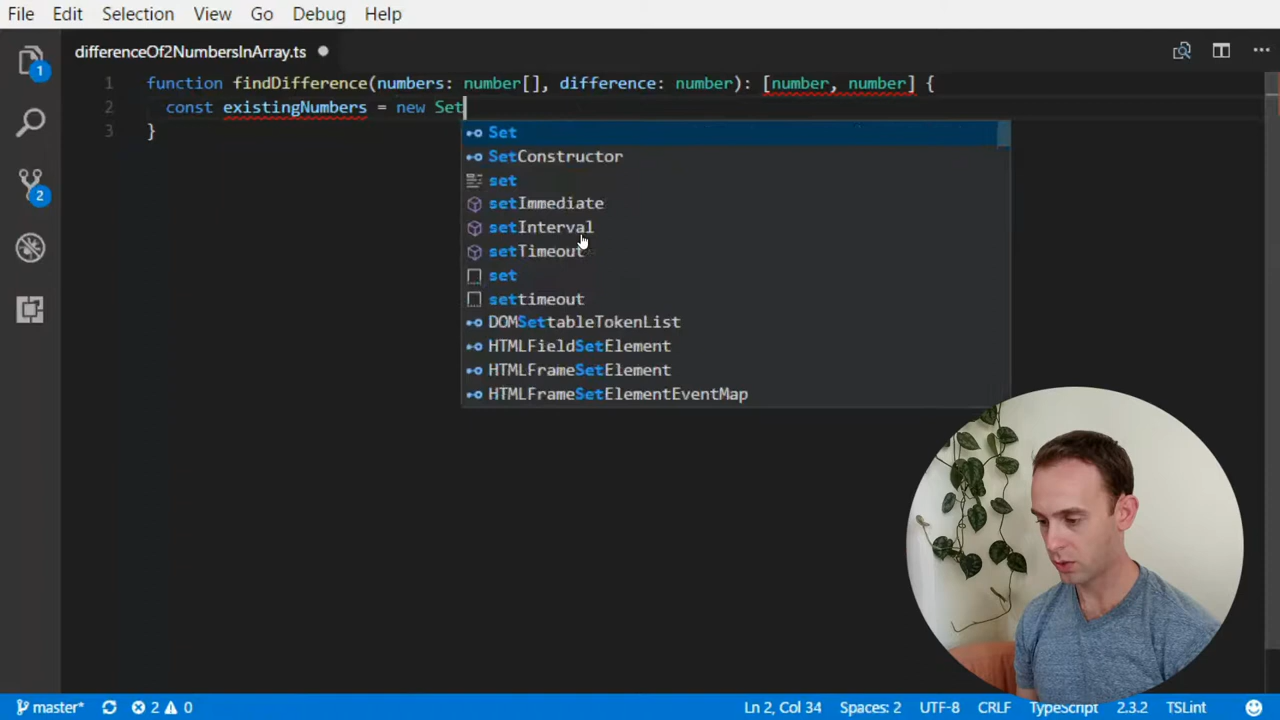 File Edit Selection View Go Debug Help
differenceOf2NumbersInArray.ts
1
1 function findDifference(numbers: number[], difference: number): [number, number] {
2 const existingNumbers = new Set
3 }
Set
SetConstructor
set
setImmediate
setInterval
setTimeout
set
settimeout
DOMSettableTokenList
HTMLFieldSetElement
HTMLFrameSetElement
HTMLFrameSetElementEventMap
2
master* 2 0 Ln 2, Col 34 Spaces: 2 UTF-8 CRLF TypeScript 2.3.2 TSLint